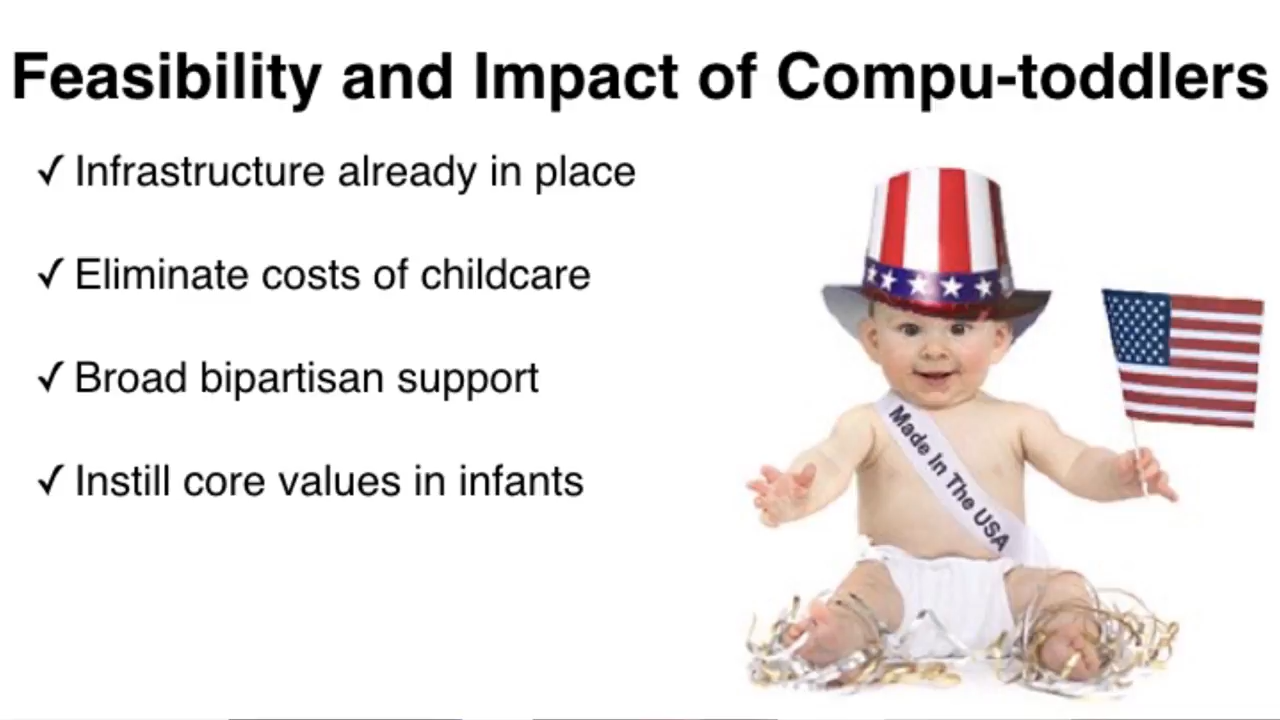 Feasibility and Impact of Compu-toddlers
✓ Infrastructure already in place
✓ Eliminate costs of childcare
✓ Broad bipartisan support
✓ Instill core values in infants
Made In The USA